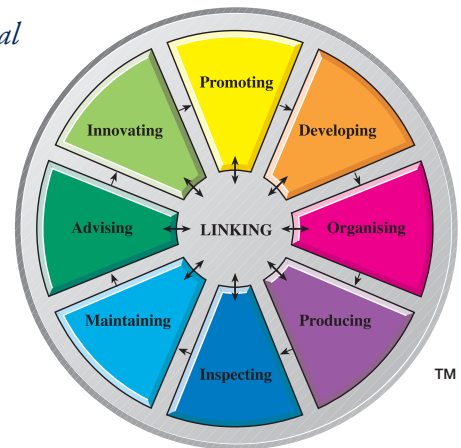 al
Promoting
Innovating
Developing
Advising
LINKING
Organising
Maintaining
Producing
Inspecting
TM